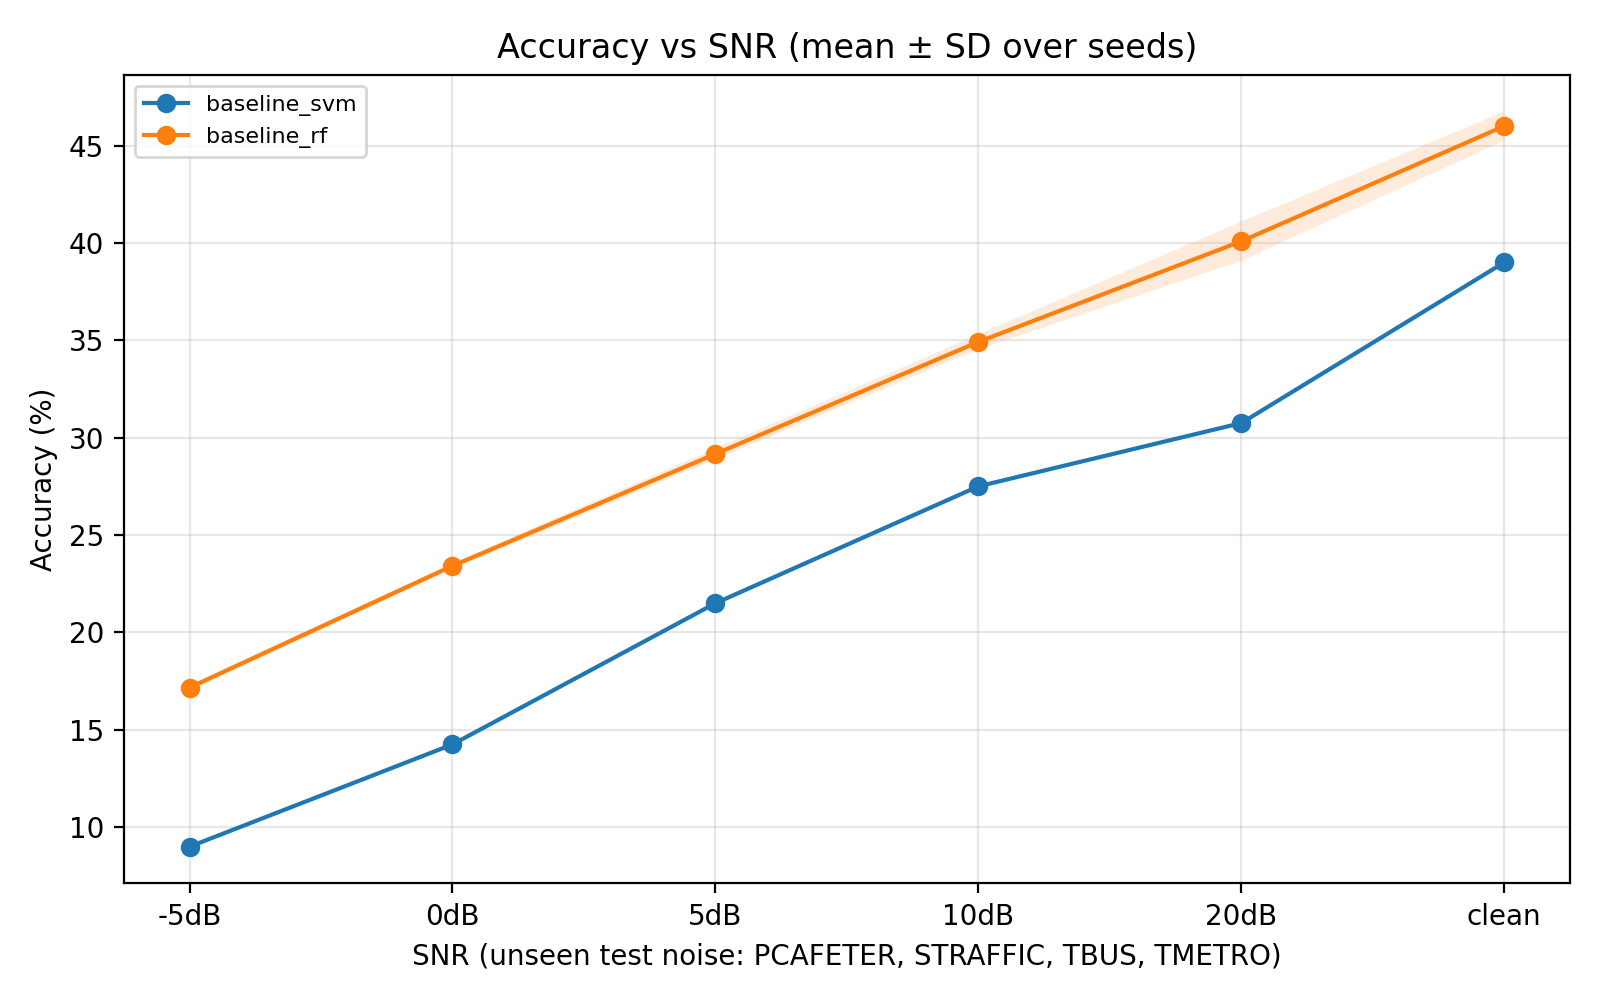 Accuracy vs SNR (mean ± SD over seeds)
baseline_svm
baseline_rf
Accuracy (%)
45
40
35
30
25
20
15
10
-5dB 0dB 5dB 10dB 20dB clean
SNR (unseen test noise: PCAFETER, STRAFFIC, TBUS, TMETRO)